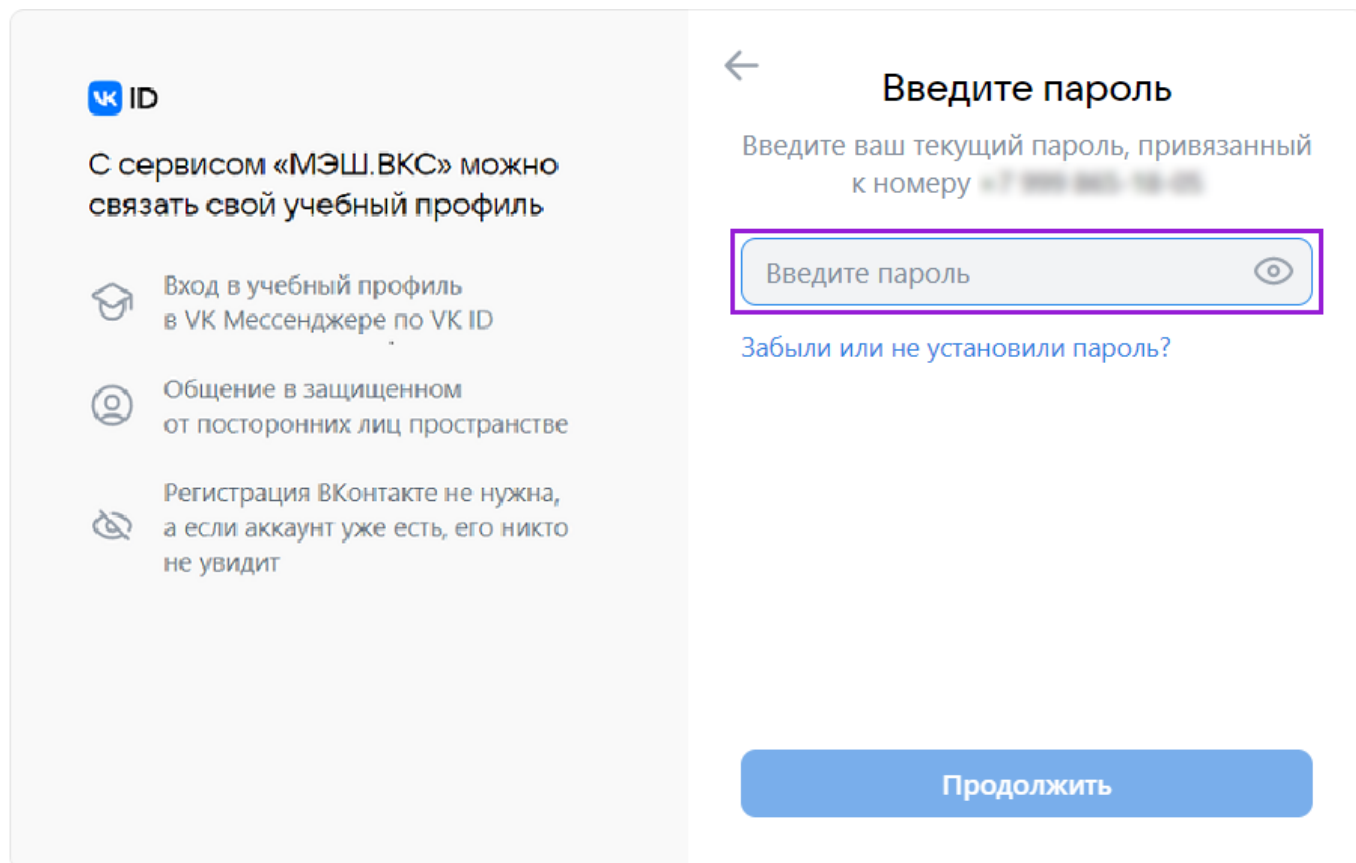 VK ID
С сервисом «МЭШ.ВКС» можно
связать свой учебный профиль
Вход в учебный профиль
в VK Мессенджере по VK ID
Общение в защищенном
от посторонних лиц пространстве
Регистрация ВКонтакте не нужна,
а если аккаунт уже есть, его никто
не увидит
Введите пароль
Введите ваш текущий пароль, привязанный
к номеру
Введите пароль
Забыли или не установили пароль?
Продолжить